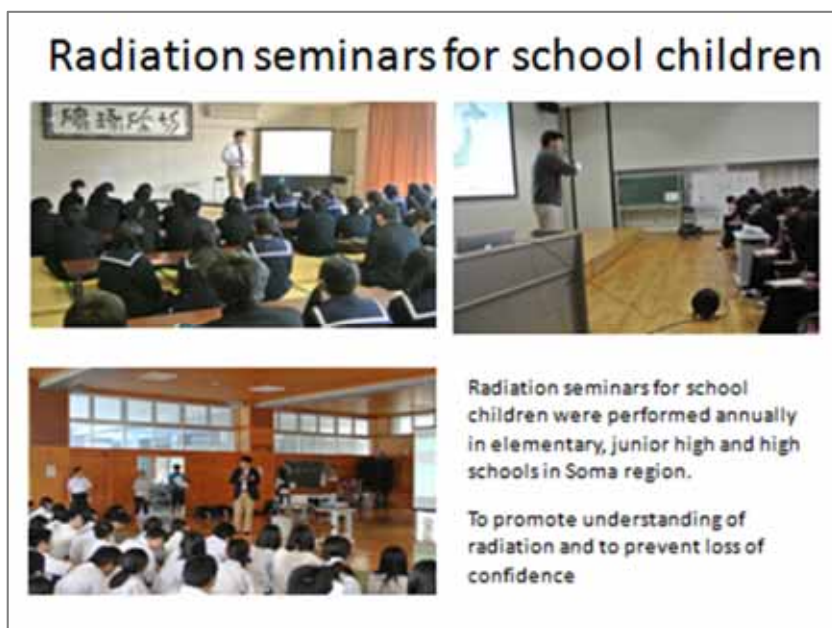 Radiation seminars for school children
Radiation seminars for school
children were performed annually
in elementary, junior high and high
schools in Soma region.
To promote understanding of
radiation and to prevent loss of
confidence